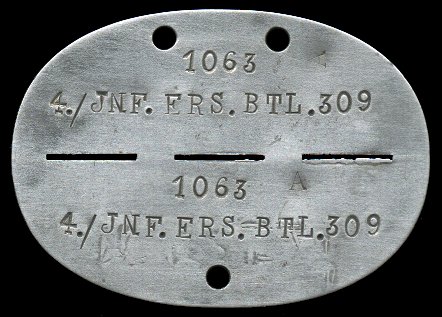 1063
4./JNF. ERS. BTL. 309
1063 A
4./JNF. ERS. BTL. 309